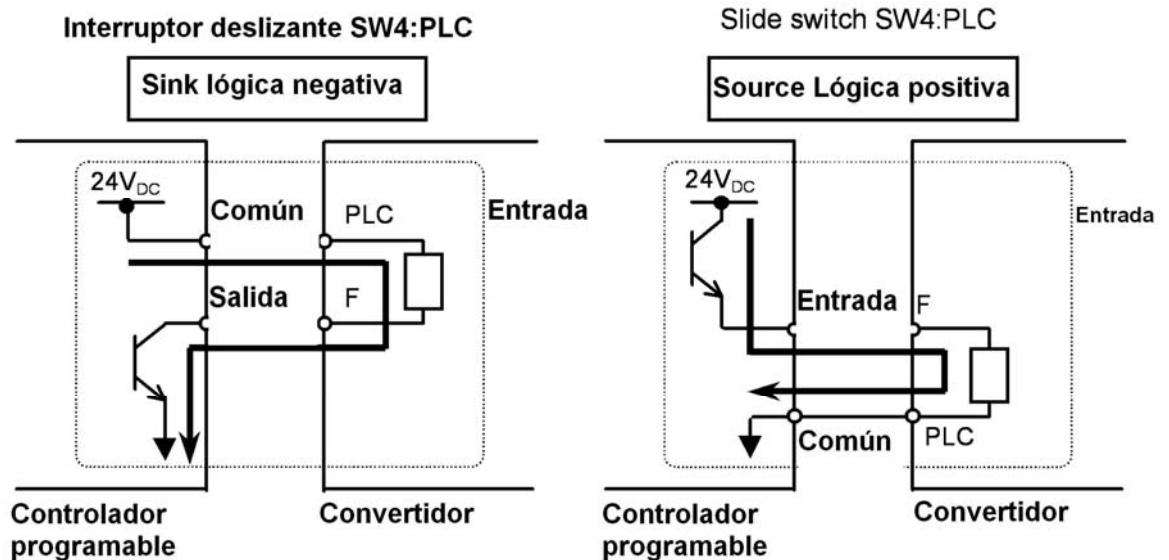 Interruptor deslizante SW4:PLC
Sink lógica negativa
24VDC
Común
PLC
Entrada
Salida
F
Controlador
programable
Convertidor
Slide switch SW4:PLC
Source Lógica positiva
24VDC
Entrada
Entrada
F
Común
PLC
Controlador
programable
Convertidor